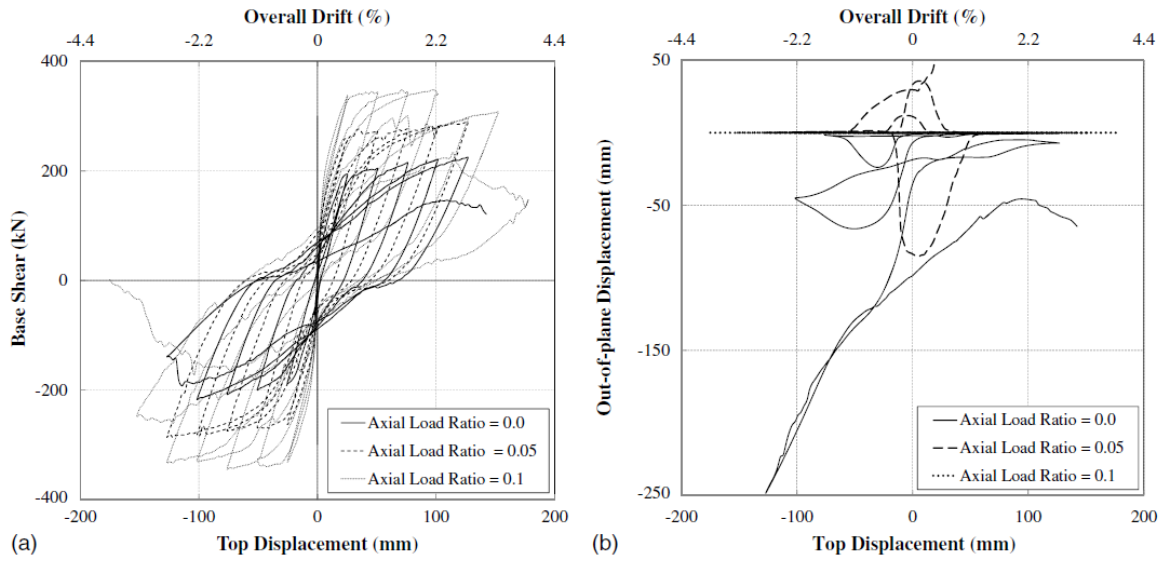 Overall Drift (%)
-4.4 -2.2 0 2.2 4.4
400
200
0
-200
-400
Base Shear (kN)
Axial Load Ratio = 0.0
Axial Load Ratio = 0.05
Axial Load Ratio = 0.1
-200 -100 0 100 200
(a)
Top Displacement (mm)
Overall Drift (%)
-4.4 -2.2 0 2.2 4.4
50
0
-50
-150
-250
Out-of-plane Displacement (mm)
Axial Load Ratio = 0.0
Axial Load Ratio = 0.05
Axial Load Ratio = 0.1
-200 -100 0 100 200
(b)
Top Displacement (mm)